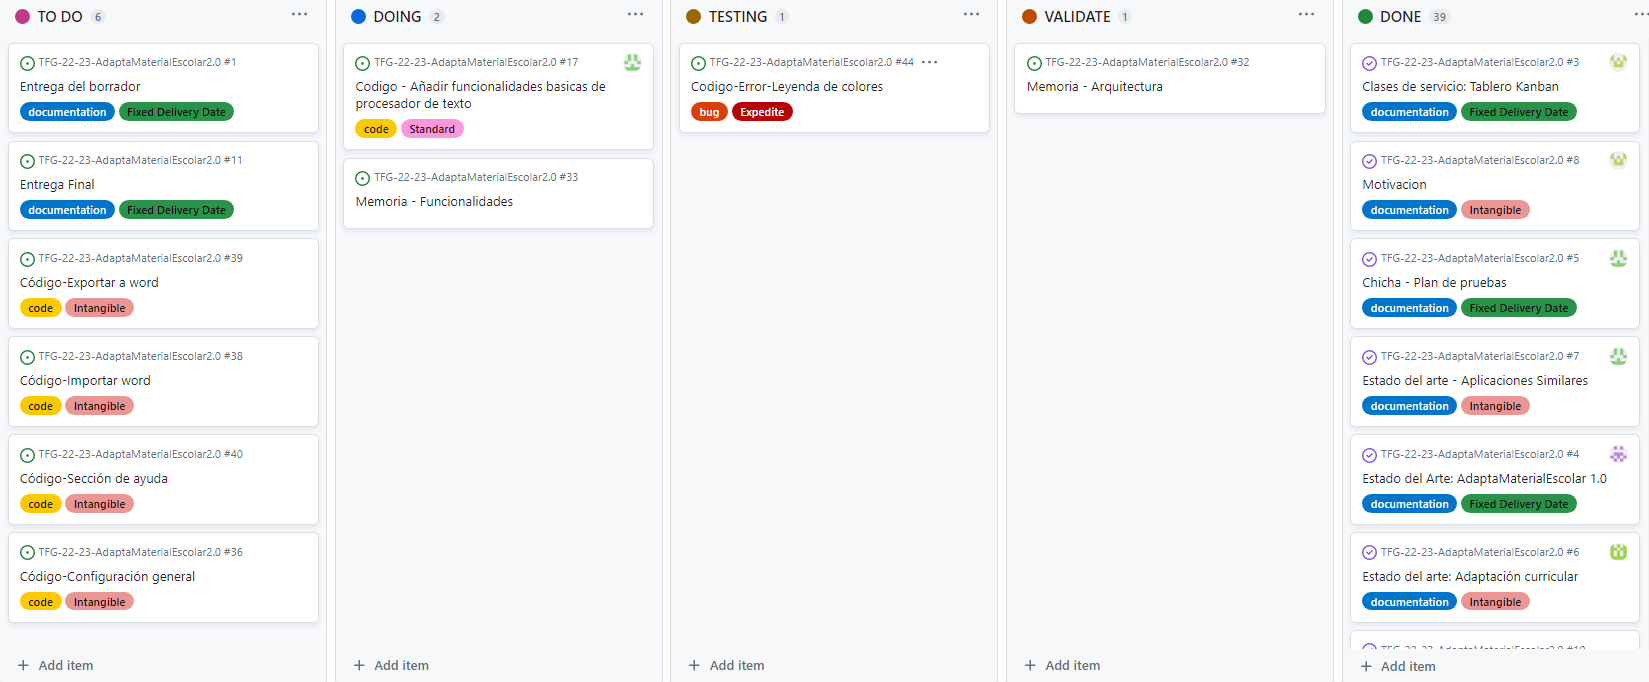 TO DO 6
TFG-22-23-AdaptaMaterialEscolar2.0 #1
Entrega del borrador
documentation Fixed Delivery Date
TFG-22-23-AdaptaMaterialEscolar2.0 #11
Entrega Final
documentation Fixed Delivery Date
TFG-22-23-AdaptaMaterialEscolar2.0 #39
Código-Exportar a word
code Intangible
TFG-22-23-AdaptaMaterialEscolar2.0 #38
Código-Importar word
code Intangible
TFG-22-23-AdaptaMaterialEscolar2.0 #40
Código-Sección de ayuda
code Intangible
TFG-22-23-AdaptaMaterialEscolar2.0 #36
Código-Configuración general
code Intangible
+ Add item
DOING 2
TFG-22-23-AdaptaMaterialEscolar2.0 #17
Codigo - Añadir funcionalidades basicas de
procesador de texto
code Standard
TFG-22-23-AdaptaMaterialEscolar2.0 #33
Memoria - Funcionalidades
+ Add item
TESTING 1
TFG-22-23-AdaptaMaterialEscolar2.0 #44
Codigo-Error-Leyenda de colores
bug Expedite
+ Add item
VALIDATE 1
TFG-22-23-AdaptaMaterialEscolar2.0 #32
Memoria - Arquitectura
+ Add item
DONE 39
TFG-22-23-AdaptaMaterialEscolar2.0 #3
Clases de servicio: Tablero Kanban
documentation Fixed Delivery Date
TFG-22-23-AdaptaMaterialEscolar2.0 #8
Motivacion
documentation Intangible
TFG-22-23-AdaptaMaterialEscolar2.0 #5
Chicha - Plan de pruebas
documentation Fixed Delivery Date
TFG-22-23-AdaptaMaterialEscolar2.0 #7
Estado del arte - Aplicaciones Similares
documentation Intangible
TFG-22-23-AdaptaMaterialEscolar2.0 #4
Estado del Arte: AdaptaMaterialEscolar 1.0
documentation Fixed Delivery Date
TFG-22-23-AdaptaMaterialEscolar2.0 #6
Estado del arte: Adaptación curricular
documentation Intangible
+ Add item